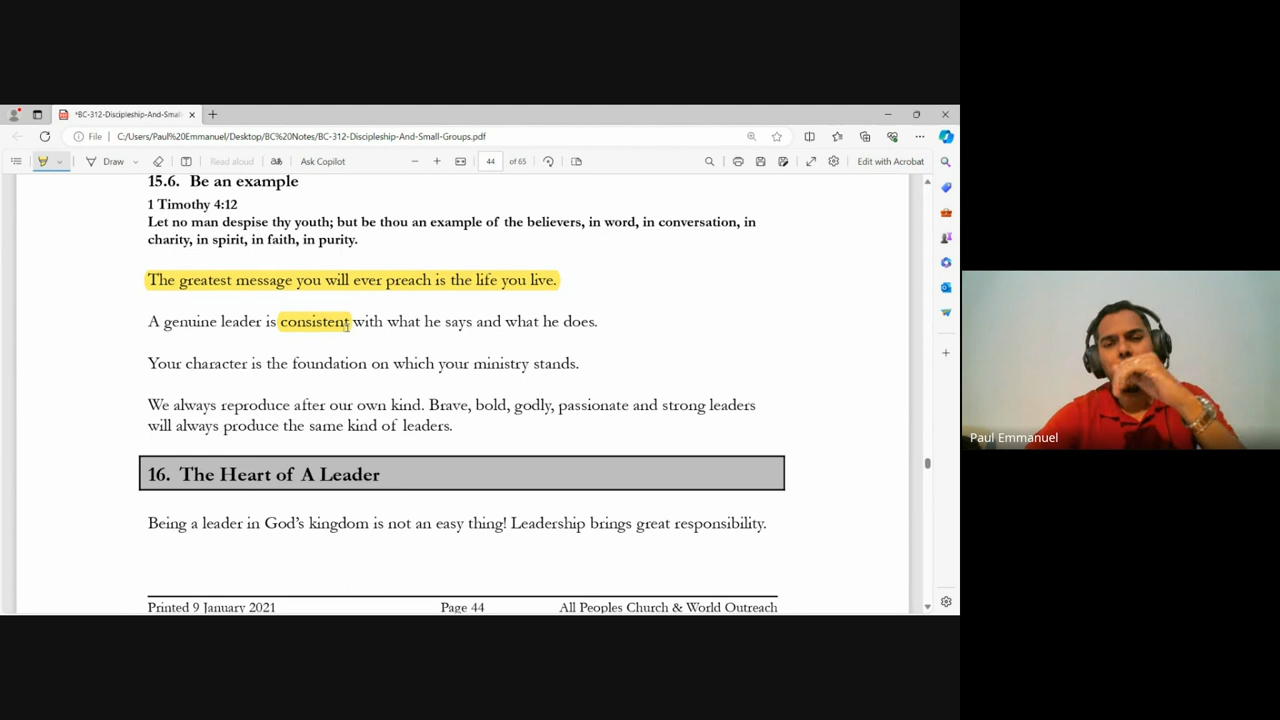 *BC-312-Discipleship-And-Small-
File
C:/Users/Paul%20Emmanuel/Desktop/BC%20Notes/BC-312-Discipleship-And-Small-Groups.pdf
Draw
Read aloud
Ask Copilot
44
of 65
Edit with Acrobat
15.6. Be an example
1 Timothy 4:12
Let no man despise thy youth; but be thou an example of the believers, in word, in conversation, in
charity, in spirit, in faith, in purity.
The greatest message you will ever preach is the life you live.
A genuine leader is consistent with what he says and what he does.
Your character is the foundation on which your ministry stands.
We always reproduce after our own kind. Brave, bold, godly, passionate and strong leaders
will always produce the same kind of leaders.
16. The Heart of A Leader
Being a leader in God's kingdom is not an easy thing! Leadership brings great responsibility.
Printed 9 January 2021
Page 44
All Peoples Church & World Outreach
Paul Emmanuel